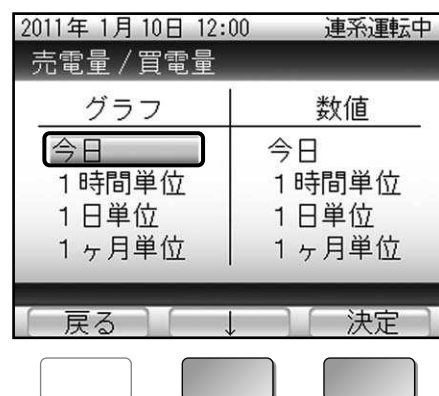 2011年 1月10日 12:00 連系運転中
売電量／買電量
グラフ 数値
今日 今日
1時間単位 1時間単位
1日単位 1日単位
1ヶ月単位 1ヶ月単位
戻る ↓ 決定